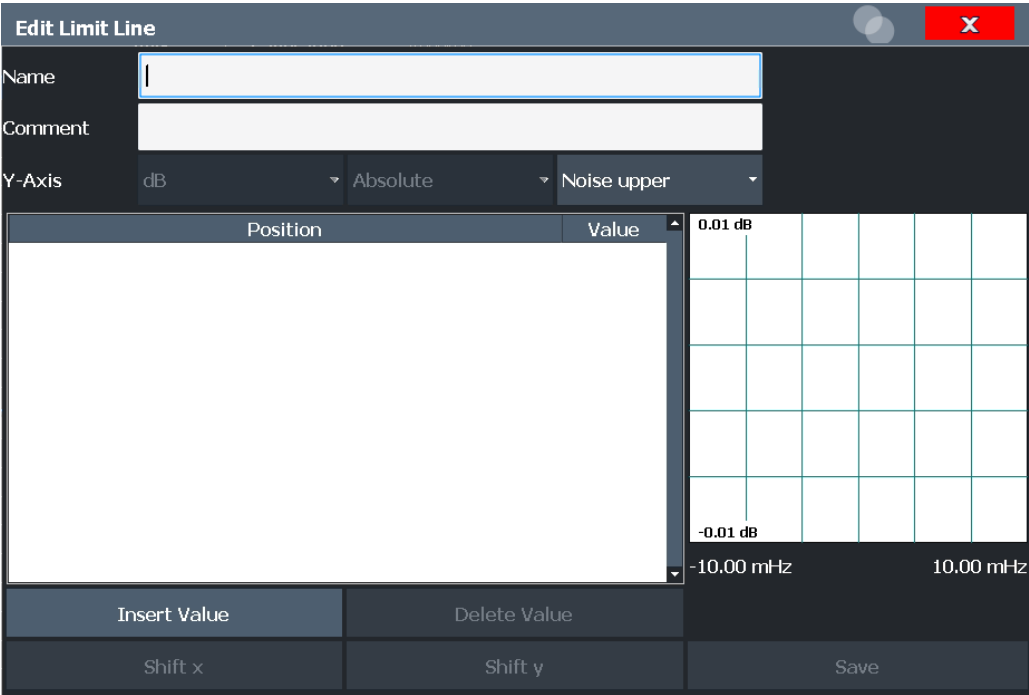 Edit Limit Line
X
Name
Comment
Y-Axis dB Absolute Noise upper
Position Value
0.01 dB
-0.01 dB
-10.00 mHz 10.00 mHz
Insert Value Delete Value
Shift x Shift y Save